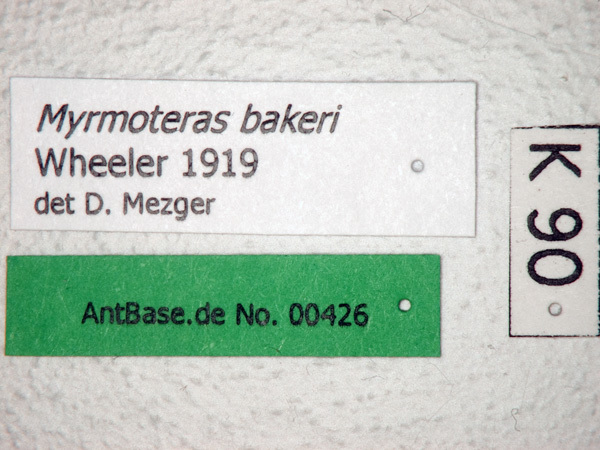 Myrmoteras bakeri
Wheeler 1919
det D. Mezger
AntBase.de No. 00426
K 90